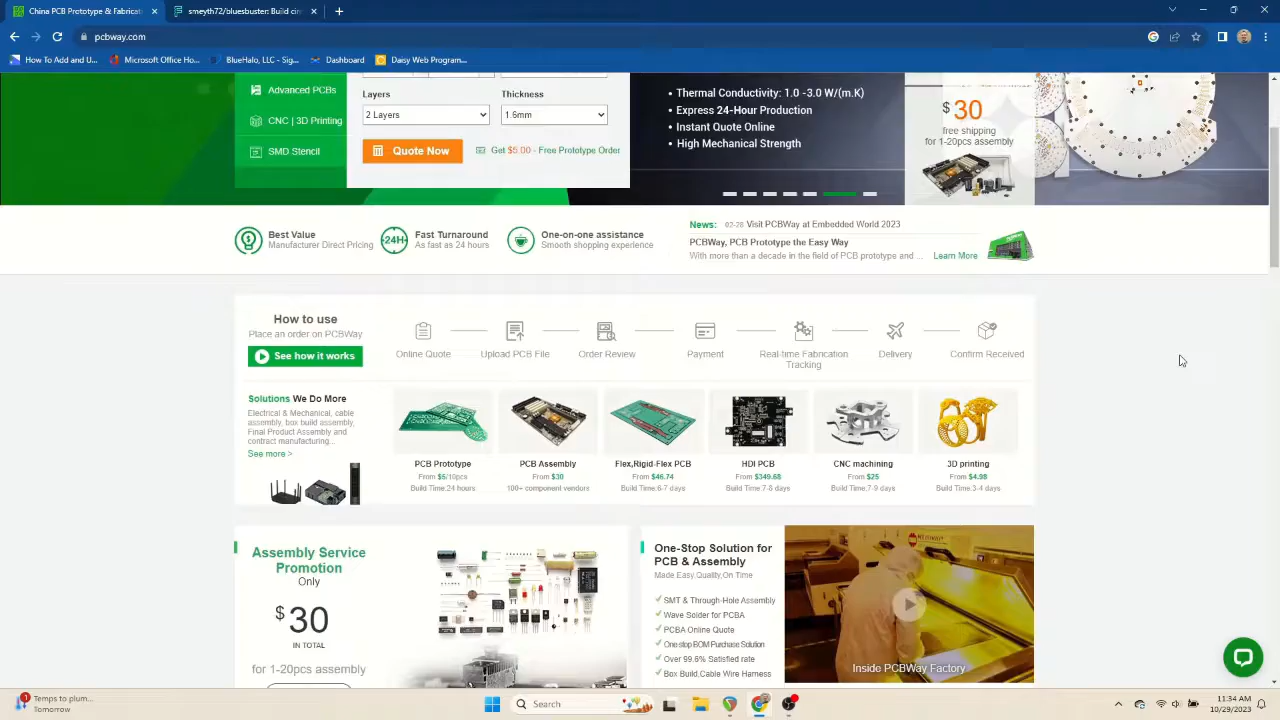 China PCB Prototype & Fabricat
smeyth72/bluesbuster: Build cir
pcbway.com
How To Add and U...
Microsoft Office Ho...
BlueHalo, LLC - Sig...
Dashboard
Daisy Web Program...
Advanced PCBs
CNC | 3D Printing
SMD Stencil
Layers
Thickness
2 Layers
1.6mm
Quote Now
Get $5.00 - Free Prototype Order
• Thermal Conductivity: 1.0 -3.0 W/(m.K)
• Express 24-Hour Production
• Instant Quote Online
• High Mechanical Strength
$30
free shipping
for 1-20pcs assembly
Best Value
Manufacturer Direct Pricing
24H+
Fast Turnaround
As fast as 24 hours
One-on-one assistance
Smooth shopping experience
News: 02-28 Visit PCBWay at Embedded World 2023
PCBWay, PCB Prototype the Easy Way
With more than a decade in the field of PCB prototype and ... Learn More
How to use
Place an order on PCBWay
See how it works
Online Quote
Upload PCB File
Order Review
Payment
Real-time Fabrication
Tracking
Delivery
Confirm Received
Solutions We Do More
Electrical & Mechanical, cable
assembly, box build assembly,
Final Product Assembly and
contract manufacturing...
See more >
PCB Prototype
From $5/10pcs
Build Time:24 hours
PCB Assembly
From $30
100+ component vendors
Flex,Rigid-Flex PCB
From $46.74
Build Time:6-7 days
HDI PCB
From $349.68
Build Time:7-8 days
CNC machining
From $25
Build Time:7-9 days
3D printing
From $4.98
Build Time:3-4 days
Assembly Service
Promotion
Only
$30
IN TOTAL
for 1-20pcs assembly
One-Stop Solution for
PCB & Assembly
Made Easy,Quality,On Time
SMT & Through-Hole Assembly
Wave Solder for PCBA
PCBA Online Quote
One-stop BOM Purchase Solution
Over 99.6% Satisfied rate
Box Build,Cable Wire Harness
Inside PCBWay Factory
1
Temps to plum...
Tomorrow
Search
11:34 AM
10/29/2023